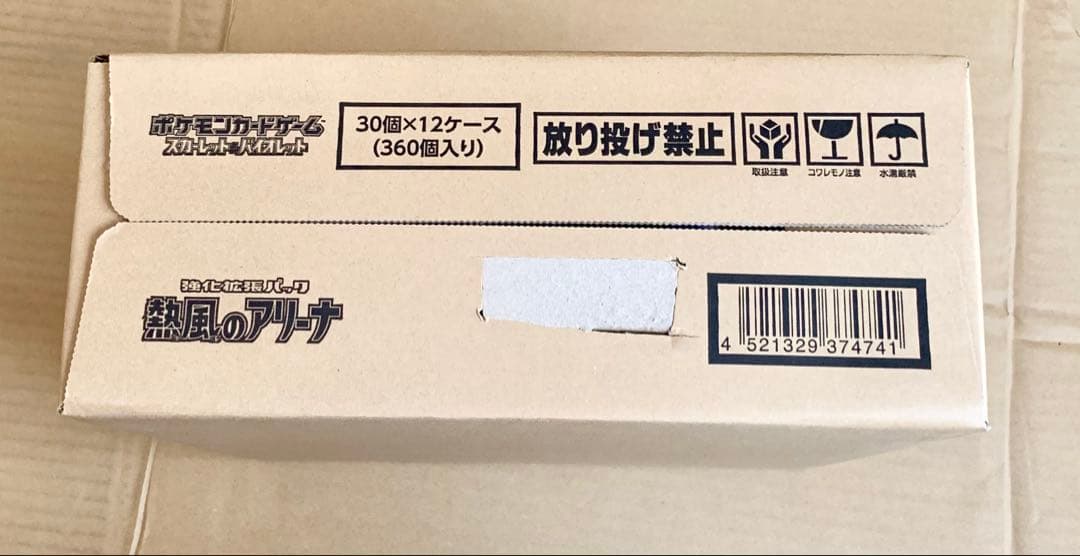 ポケモンカードゲーム
スカーレット&バイオレット
30個×12ケース
(360個入り)
放り投げ禁止
取扱注意
コワレモノ注意
水濡厳禁
強化拡張パック
熱風のアリーナ
4 521329 374741